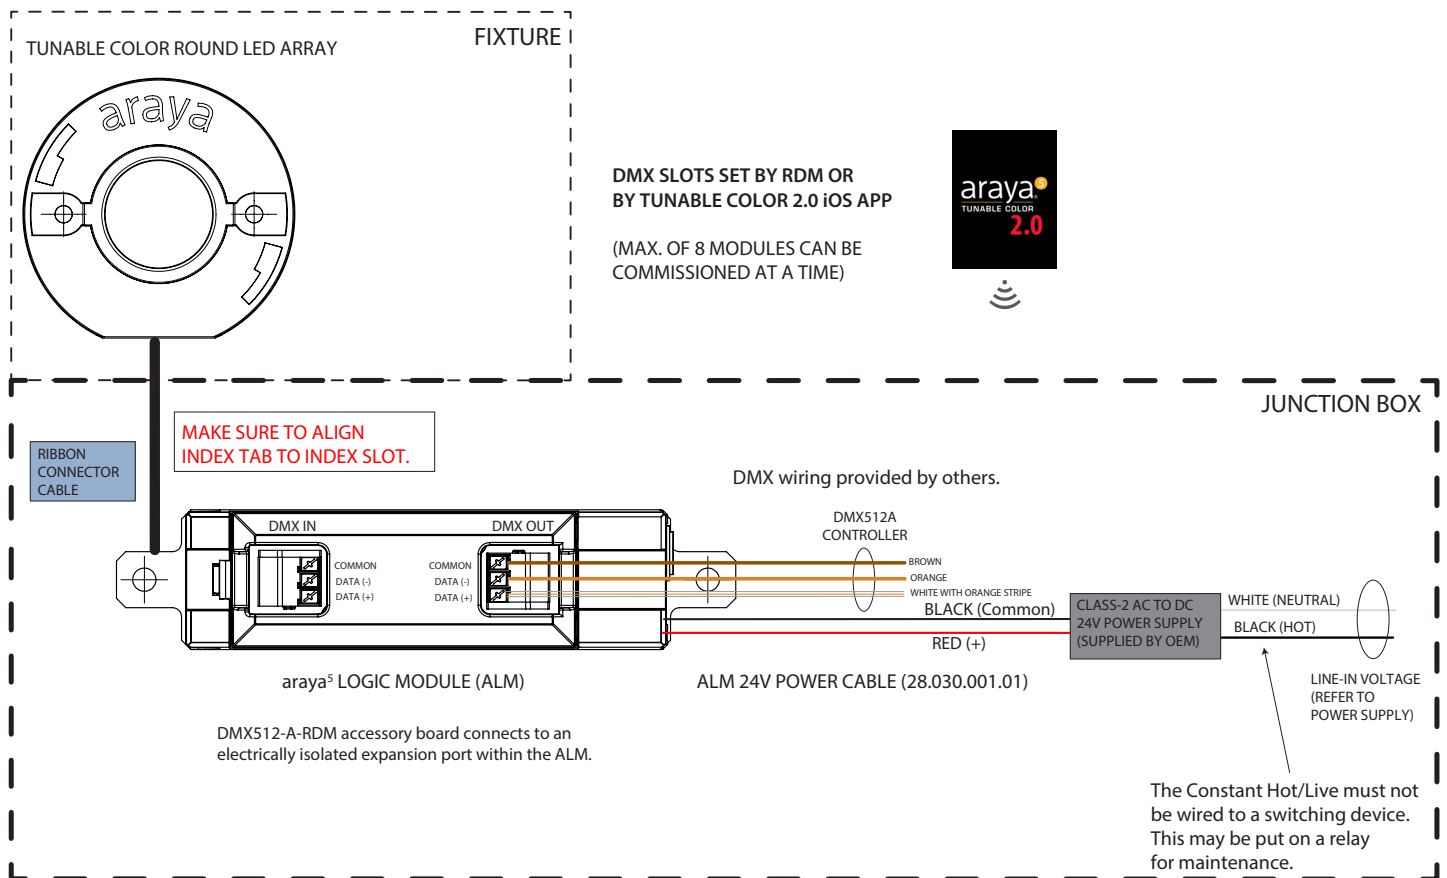 FIXTURE
TUNABLE COLOR ROUND LED ARRAY
araya
DMX SLOTS SET BY RDM OR
BY TUNABLE COLOR 2.0 iOS APP
(MAX. OF 8 MODULES CAN BE
COMMISSIONED AT A TIME)
araya5
TUNABLE COLOR
2.0
JUNCTION BOX
RIBBON
CONNECTOR
CABLE
MAKE SURE TO ALIGN
INDEX TAB TO INDEX SLOT.
DMX wiring provided by others.
DMX IN
COMMON
DATA (-)
DATA (+)
DMX OUT
COMMON
DATA (-)
DATA (+)
DMX512A
CONTROLLER
BROWN
ORANGE
WHITE WITH ORANGE STRIPE
BLACK (Common)
RED (+)
CLASS-2 AC TO DC
24V POWER SUPPLY
(SUPPLIED BY OEM)
WHITE (NEUTRAL)
BLACK (HOT)
LINE-IN VOLTAGE
(REFER TO
POWER SUPPLY)
araya⁵ LOGIC MODULE (ALM)
ALM 24V POWER CABLE (28.030.001.01)
DMX512-A-RDM accessory board connects to an
electrically isolated expansion port within the ALM.
The Constant Hot/Live must not
be wired to a switching device.
This may be put on a relay
for maintenance.